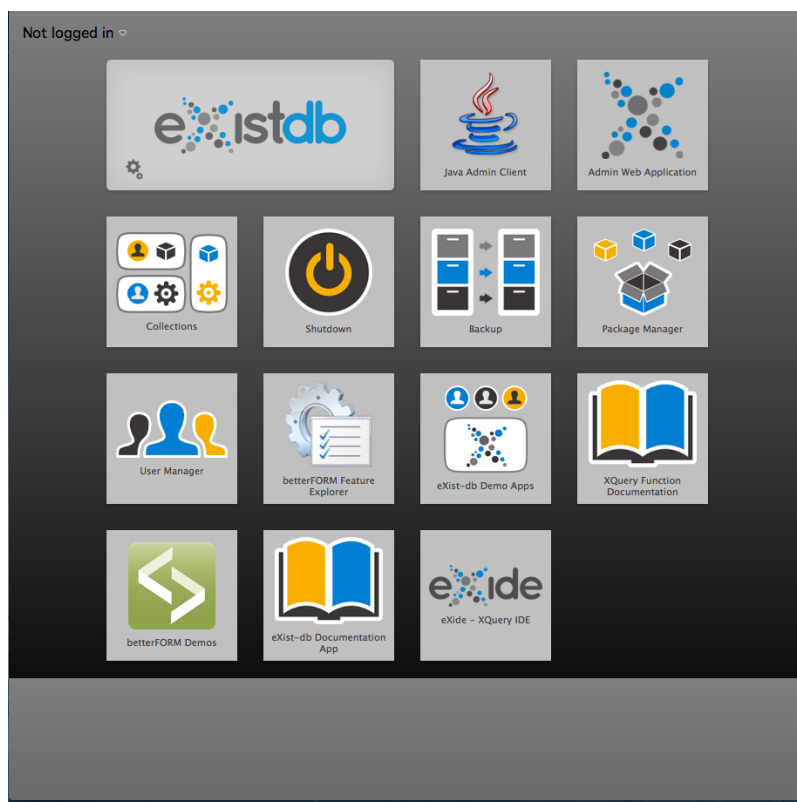 Not logged in
eXistdb
Java Admin Client
Admin Web Application
Collections
Shutdown
Backup
Package Manager
User Manager
betterFORM Feature
Explorer
eXist-db Demo Apps
XQuery Function
Documentation
betterFORM Demos
eXist-db Documentation
App
eXide
eXide - XQuery IDE